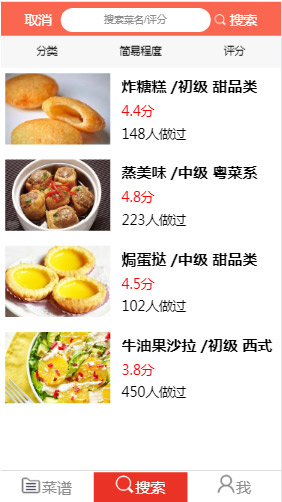 取消 搜索菜名/评分 搜索
分类 简易程度 评分
炸糖糕 /初级 甜品类
4.4分
148人做过
蒸美味 /中级 粤菜系
4.8分
223人做过
焗蛋挞 /中级 甜品类
4.5分
102人做过
牛油果沙拉 /初级 西式
3.8分
450人做过
菜谱 搜索 我